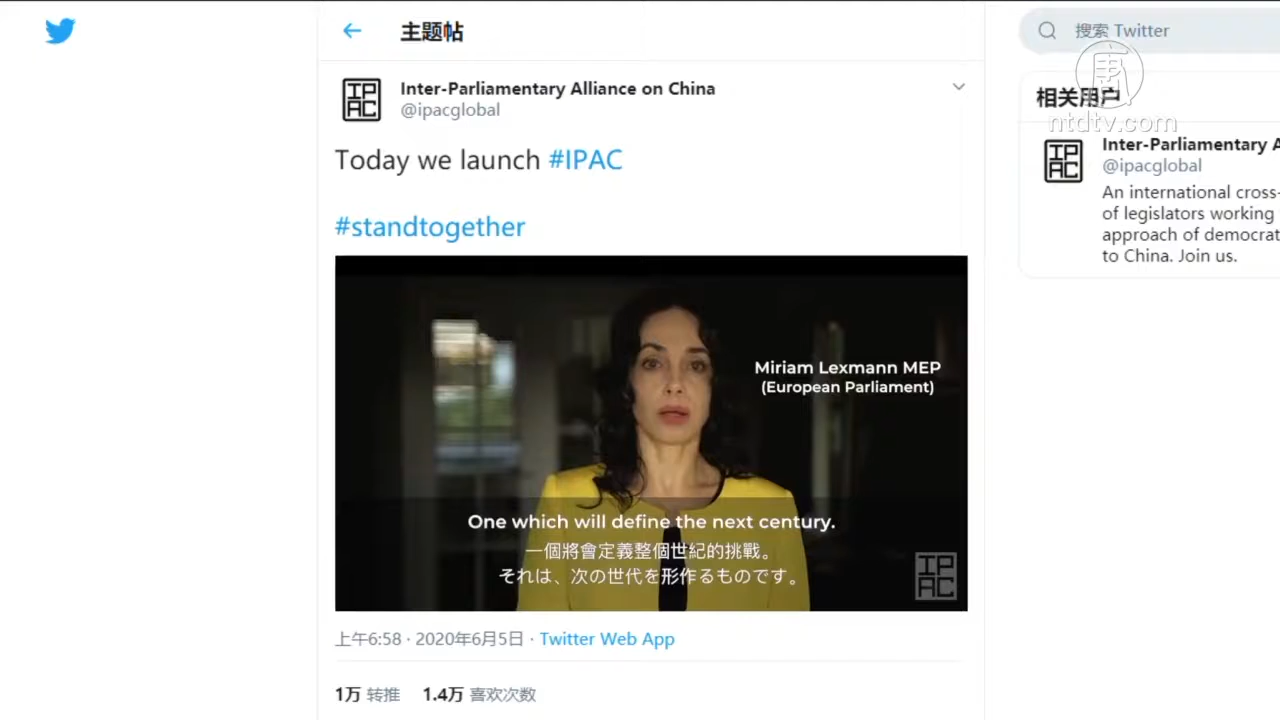 主题帖
Inter-Parliamentary Alliance on China
@ipacglobal
Today we launch #IPAC
#standtogether
Miriam Lexmann MEP
(European Parliament)
One which will define the next century.
一個將會定義整個世紀的挑戰。
それは、次の世代を形作るものです。
IPAC
上午6:58 · 2020年6月5日 · Twitter Web App
1万 转推 1.4万 喜欢次数
搜索 Twitter
相关用户
ntdtv.com
IPAC
Inter-Parliamentary A
@ipacglobal
An international cross-
of legislators working
approach of democrat
to China. Join us.